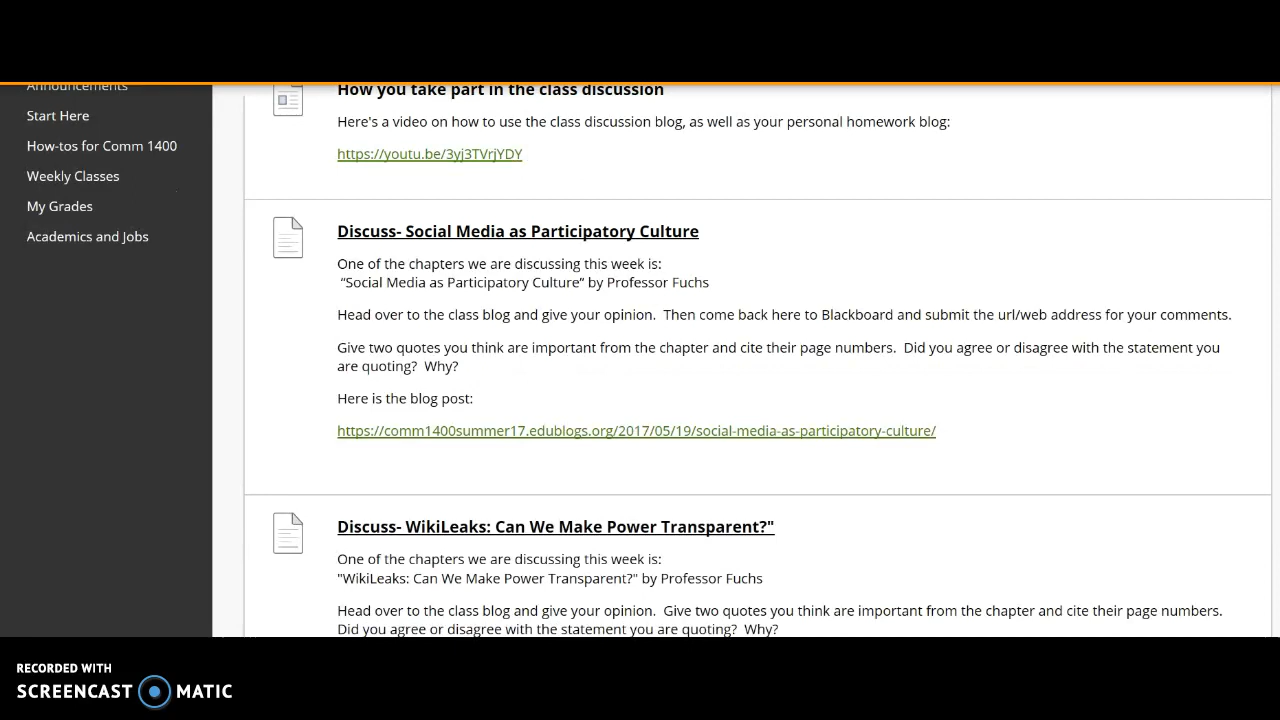 Announcements
Start Here
How-tos for Comm 1400
Weekly Classes
My Grades
Academics and Jobs
How you take part in the class discussion
Here's a video on how to use the class discussion blog, as well as your personal homework blog:
https://youtu.be/3yj3TVrjYDY
Discuss- Social Media as Participatory Culture
One of the chapters we are discussing this week is:
“Social Media as Participatory Culture” by Professor Fuchs
Head over to the class blog and give your opinion.  Then come back here to Blackboard and submit the url/web address for your comments.
Give two quotes you think are important from the chapter and cite their page numbers.  Did you agree or disagree with the statement you
are quoting?  Why?
Here is the blog post:
https://comm1400summer17.edublogs.org/2017/05/19/social-media-as-participatory-culture/
Discuss- WikiLeaks: Can We Make Power Transparent?"
One of the chapters we are discussing this week is:
"WikiLeaks: Can We Make Power Transparent?" by Professor Fuchs
Head over to the class blog and give your opinion.  Give two quotes you think are important from the chapter and cite their page numbers.
Did you agree or disagree with the statement you are quoting?  Why?
RECORDED WITH
SCREENCAST MATIC